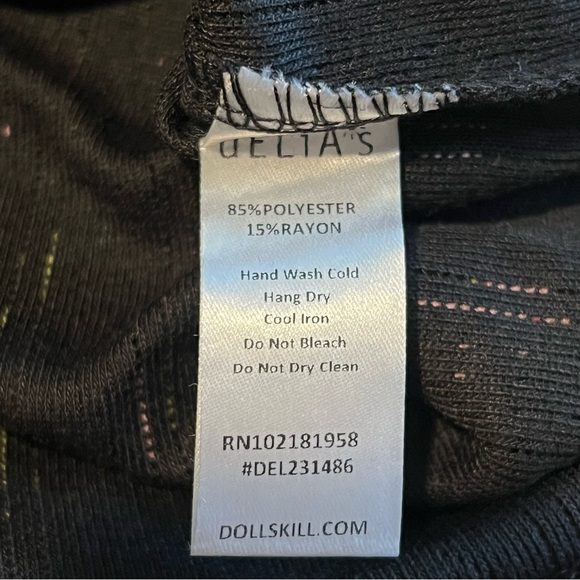 dELiA*S
85%POLYESTER
15%RAYON
Hand Wash Cold
Hang Dry
Cool Iron
Do Not Bleach
Do Not Dry Clean
RN102181958
#DEL231486
DOLLSKILL.COM